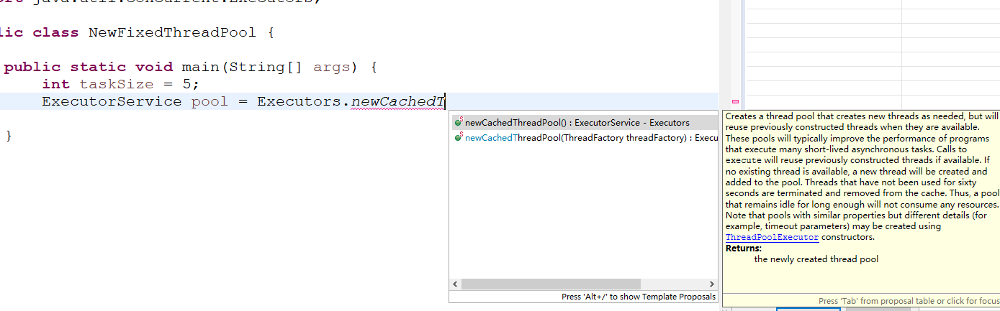 java.util.concurrent.Executors;
lic class NewFixedThreadPool {
public static void main(String[] args) {
int taskSize = 5;
ExecutorService pool = Executors.newCachedT
}
newCachedThreadPool() : ExecutorService - Executors
newCachedThreadPool(ThreadFactory threadFactory) : Execu
Press 'Alt+/' to show Template Proposals
Creates a thread pool that creates new threads as needed, but will
reuse previously constructed threads when they are available.
These pools will typically improve the performance of programs
that execute many short-lived asynchronous tasks. Calls to
execute will reuse previously constructed threads if available. If
no existing thread is available, a new thread will be created and
added to the pool. Threads that have not been used for sixty
seconds are terminated and removed from the cache. Thus, a pool
that remains idle for long enough will not consume any resources.
Note that pools with similar properties but different details (for
example, timeout parameters) may be created using
ThreadPoolExecutor constructors.
Returns:
the newly created thread pool
Press 'Tab' from proposal table or click for focus